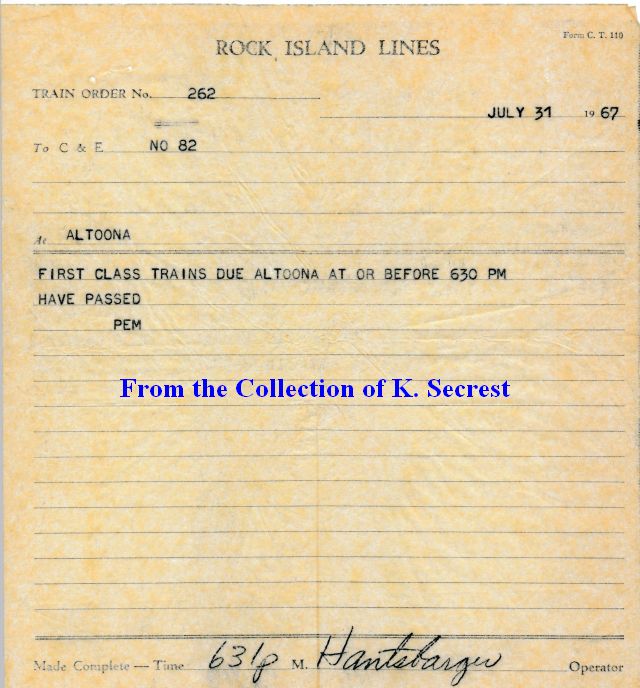 Form C. T. 110
ROCK ISLAND LINES
TRAIN ORDER No. 262
JULY 31 1967
To C & E NO 82
At ALTOONA
FIRST CLASS TRAINS DUE ALTOONA AT OR BEFORE 630 PM
HAVE PASSED
PEM
From the Collection of K. Secrest
Made Complete — Time 631p M. Hantsbarger Operator